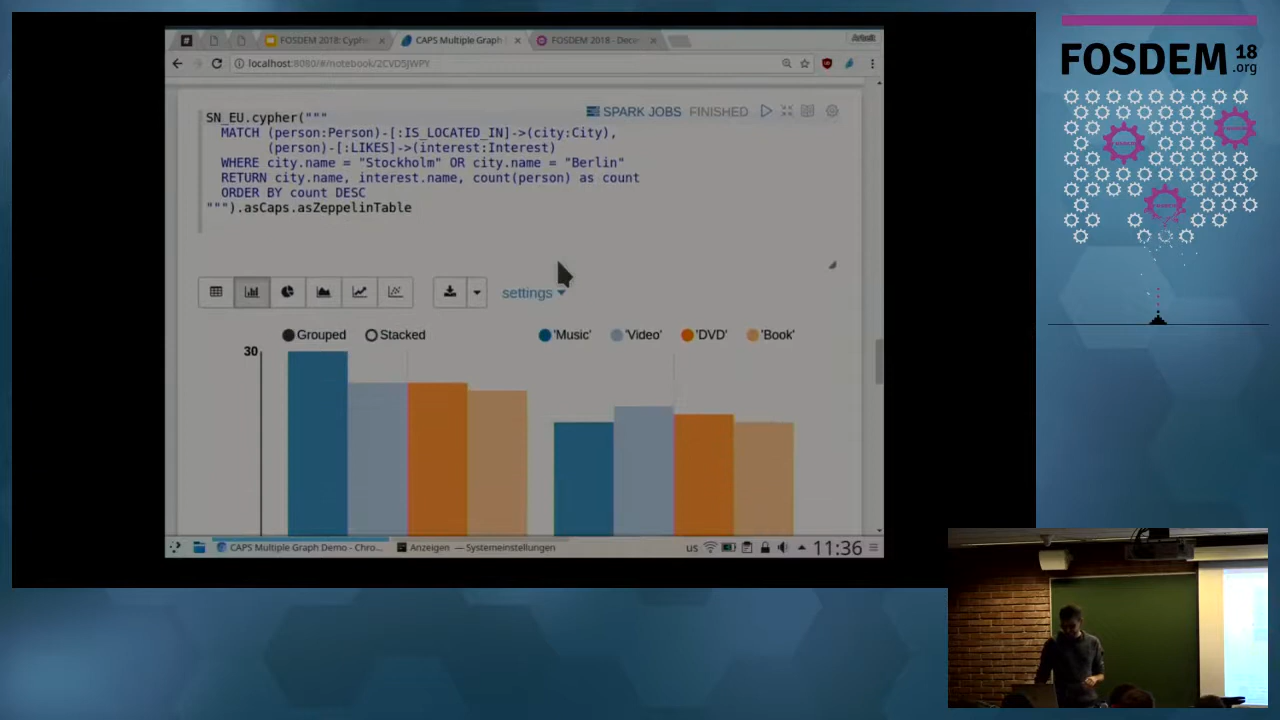 FOSDEM 2018: Cyph
CAPS Multiple Graph
FOSDEM 2018 - Dece
localhost:8080/#/notebook/2CVD5JWPY
SN_EU.cypher("""
SPARK JOBS FINISHED
MATCH (person:Person)-[:IS_LOCATED_IN]->(city:City),
(person)-[:LIKES]->(interest:Interest)
WHERE city.name = "Stockholm" OR city.name = "Berlin"
RETURN city.name, interest.name, count(person) as count
ORDER BY count DESC
""").asCaps.asZeppelinTable
settings
Grouped Stacked 'Music' 'Video' 'DVD' 'Book'
30
CAPS Multiple Graph Demo - Chro...
Anzeigen — Systemeinstellungen
us 11:36
FOSDEM 18
.org